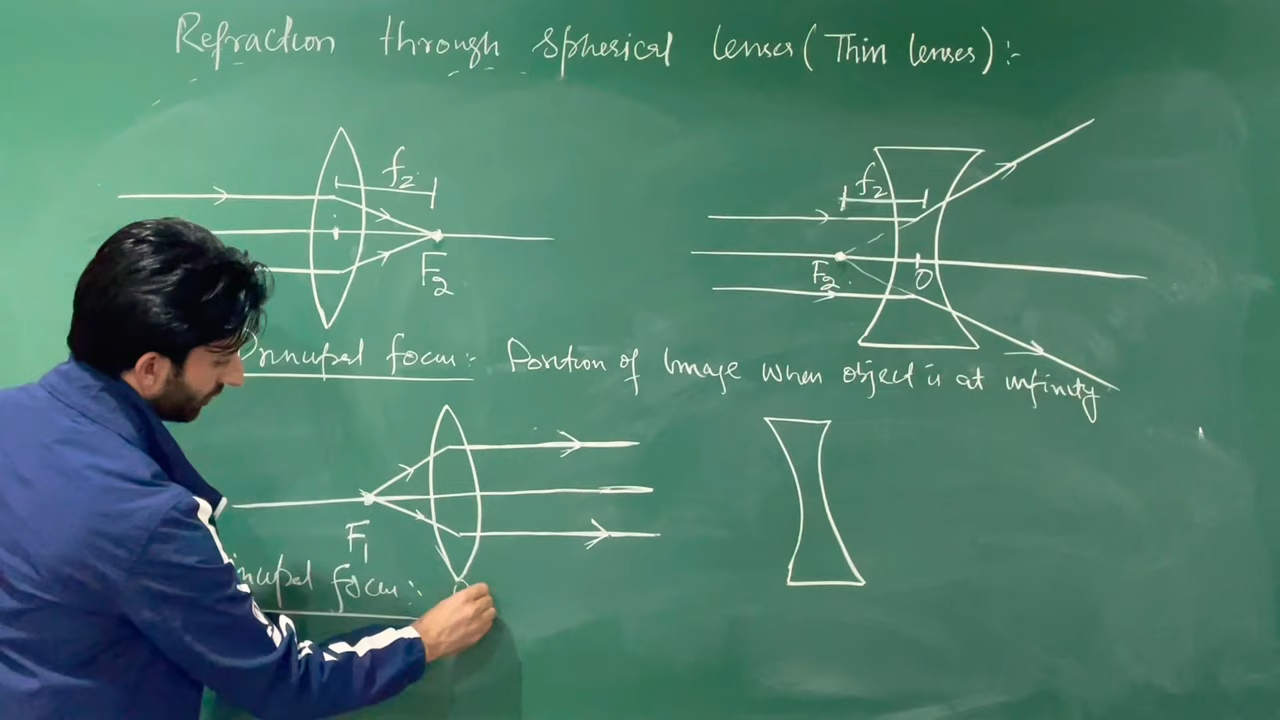 Refraction through spherical lenses (Thin lenses):-
f2
F2
f2
F2
O
Principal focus:- Position of Image when object is at infinity
F1
focus:-